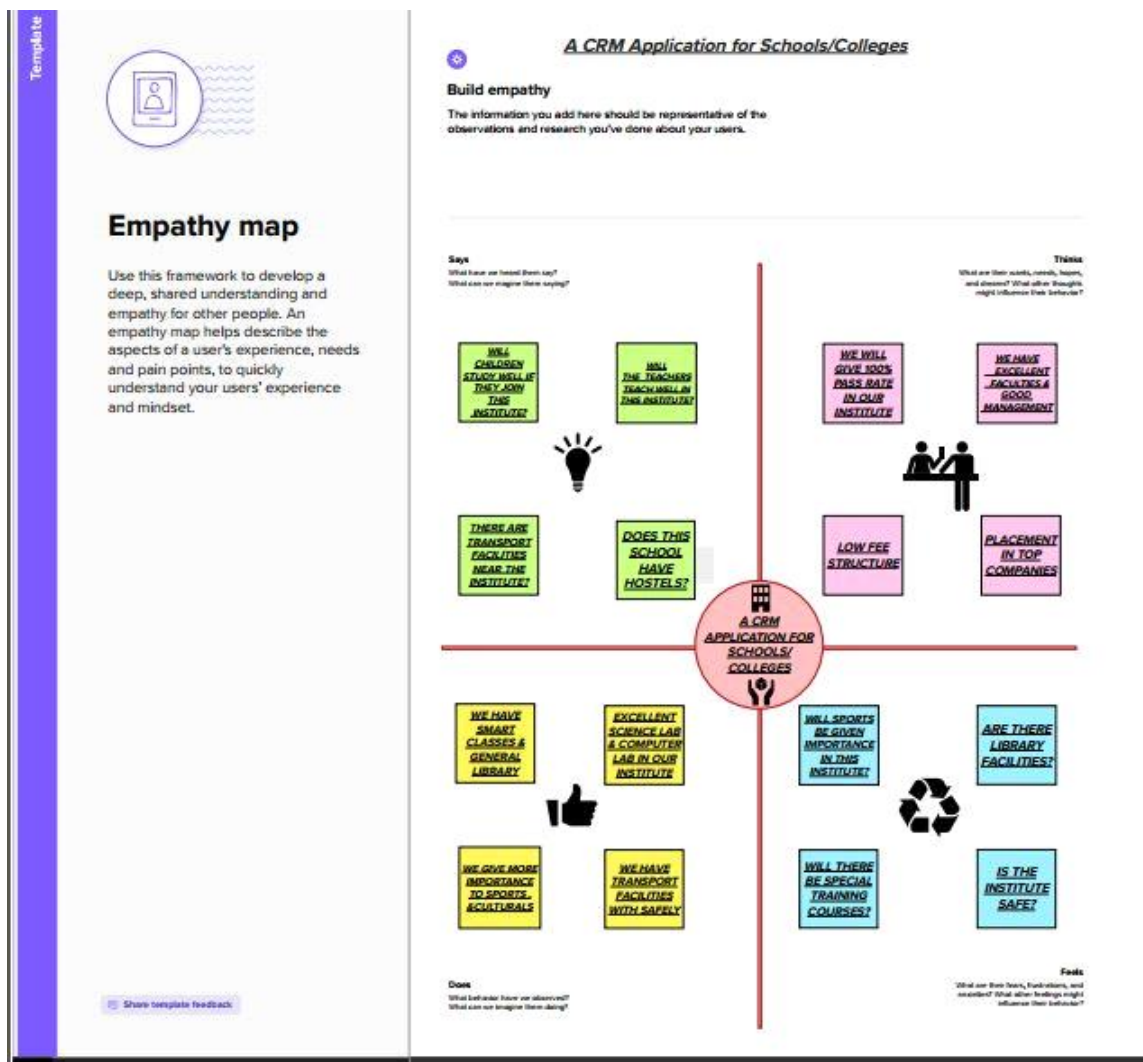 Template
Empathy map
Use this framework to develop a
deep, shared understanding and
empathy for other people. An
empathy map helps describe the
aspects of a user's experience, needs
and pain points, to quickly
understand your users' experience
and mindset.
Share template feedback
A CRM Application for Schools/Colleges
Build empathy
The information you add here should be representative of the
observations and research you've done about your users.
Says
What have we heard them say?
What can we imagine them saying?
Thinks
What are their wants, needs, hopes,
and dreams? What other thoughts
might influence their behavior?
WILL
CHILDREN
STUDY WELL IF
THEY JOIN
THIS
INSTITUTE?
WILL
THE TEACHERS
TEACH WELL IN
THIS INSTITUTE?
WE WILL
GIVE 100%
PASS RATE
IN OUR
INSTITUTE
WE HAVE
EXCELLENT
FACULTIES &
GOOD
MANAGEMENT
THERE ARE
TRANSPORT
FACILITIES
NEAR THE
INSTITUTE?
DOES THIS
SCHOOL
HAVE
HOSTELS?
LOW FEE
STRUCTURE
PLACEMENT
IN TOP
COMPANIES
A CRM
APPLICATION FOR
SCHOOLS/
COLLEGES
WE HAVE
SMART
CLASSES &
GENERAL
LIBRARY
EXCELLENT
SCIENCE LAB
& COMPUTER
LAB IN OUR
INSTITUTE
WILL SPORTS
BE GIVEN
IMPORTANCE
IN THIS
INSTITUTE?
ARE THERE
LIBRARY
FACILITIES?
WE GIVE MORE
IMPORTANCE
TO SPORTS .
&CULTURALS
WE HAVE
TRANSPORT
FACILITIES
WITH SAFELY
WILL THERE
BE SPECIAL
TRAINING
COURSES?
IS THE
INSTITUTE
SAFE?
Does
What behavior have we observed?
What can we imagine them doing?
Feels
What are their fears, frustrations, and
anxieties? What other feelings might
influence their behavior?